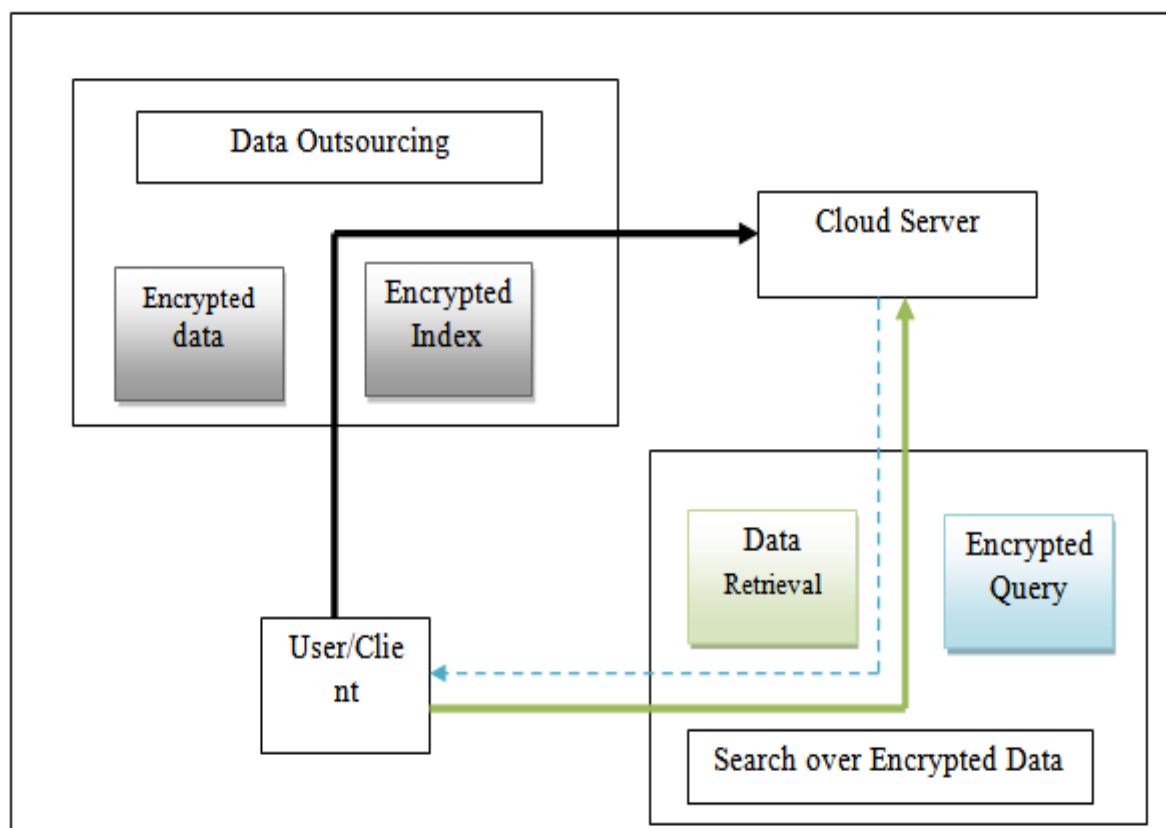 Data Outsourcing
Cloud Server
Encrypted
data
Encrypted
Index
Data
Retrieval
Encrypted
Query
User/Clie
nt
Search over Encrypted Data